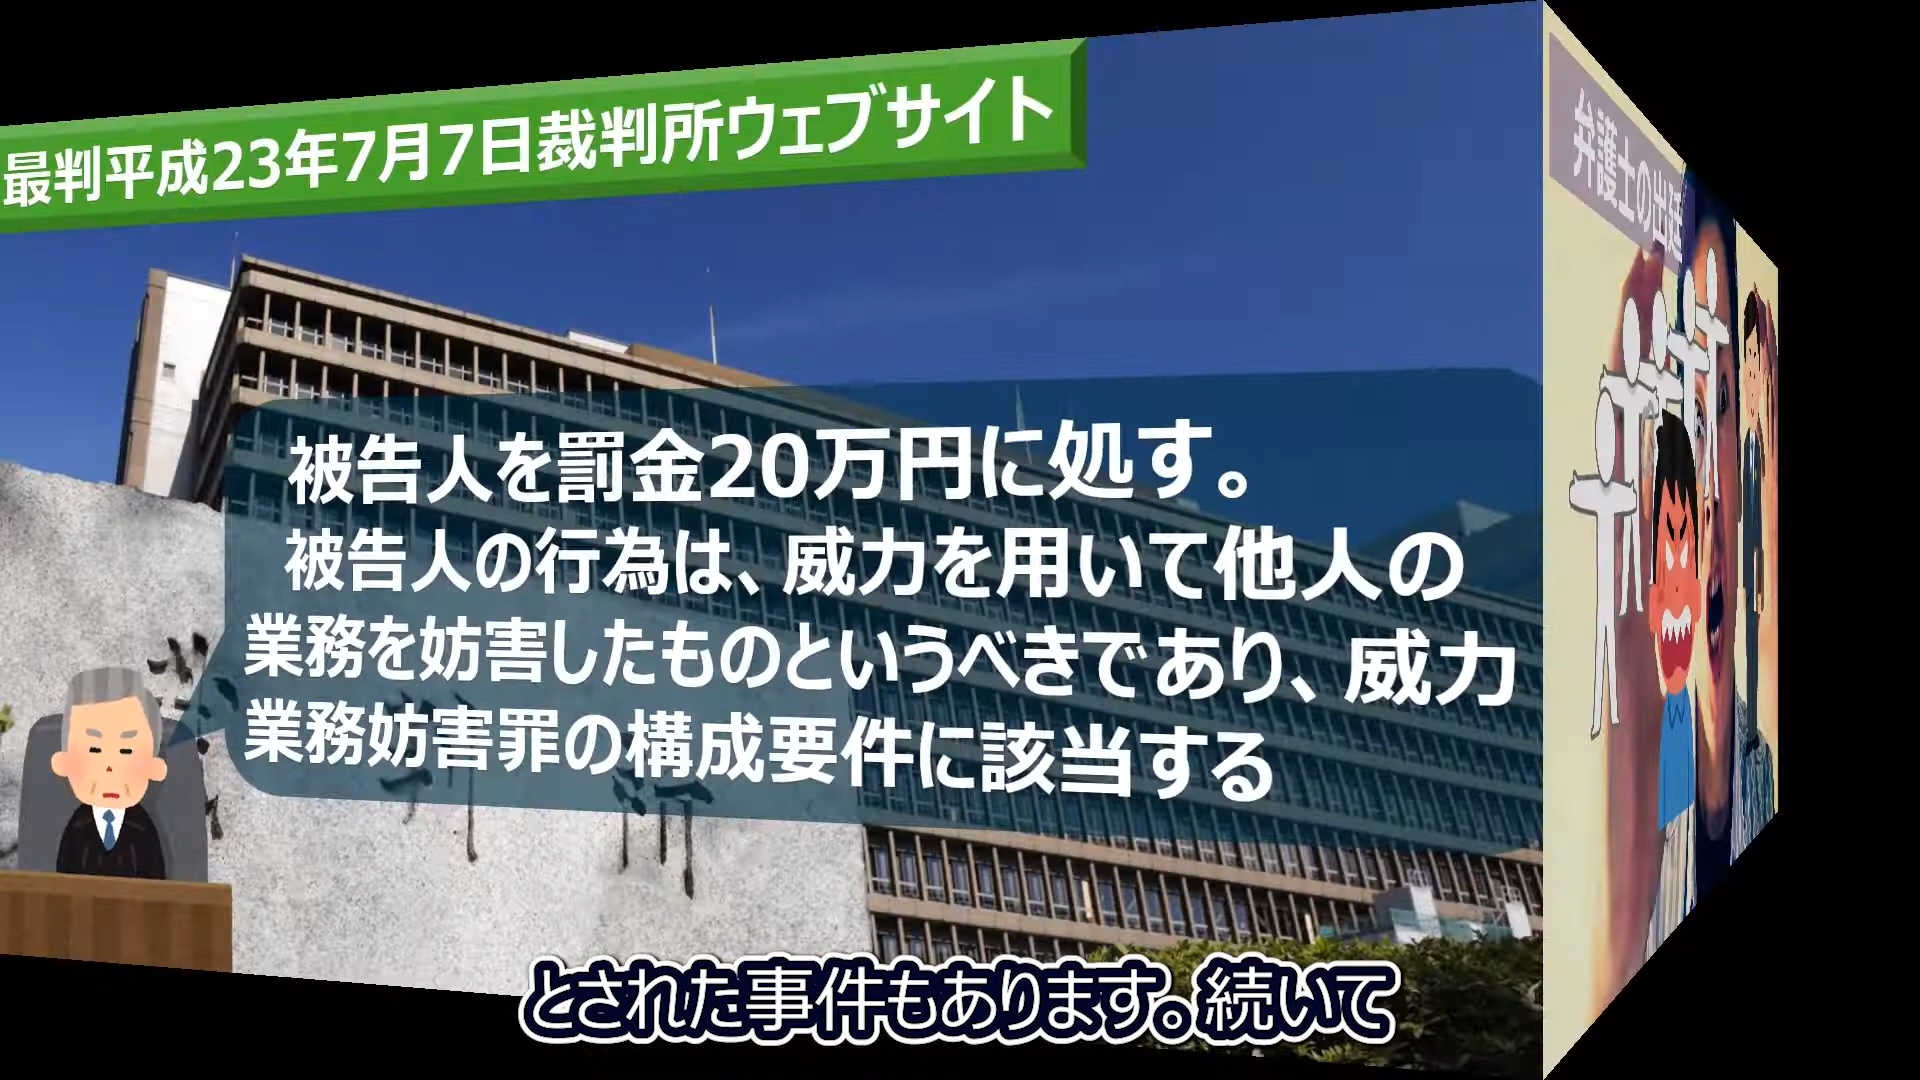 最判平成23年7月7日裁判所ウェブサイト
弁護士の出廷
被告人を罰金20万円に処す。
被告人の行為は、威力を用いて他人の
業務を妨害したものというべきであり、威力
業務妨害罪の構成要件に該当する
とされた事件もあります。続いて